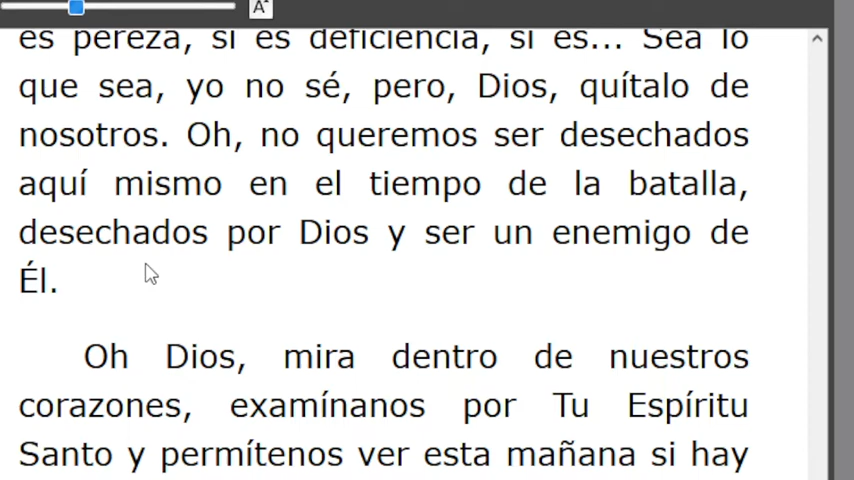 A
es pereza, si es deficiencia, si es... Sea lo
que sea, yo no sé, pero, Dios, quítalo de
nosotros. Oh, no queremos ser desechados
aquí mismo en el tiempo de la batalla,
desechados por Dios y ser un enemigo de
Él.
Oh Dios, mira dentro de nuestros
corazones, examínanos por Tu Espíritu
Santo y permítenos ver esta mañana si hay